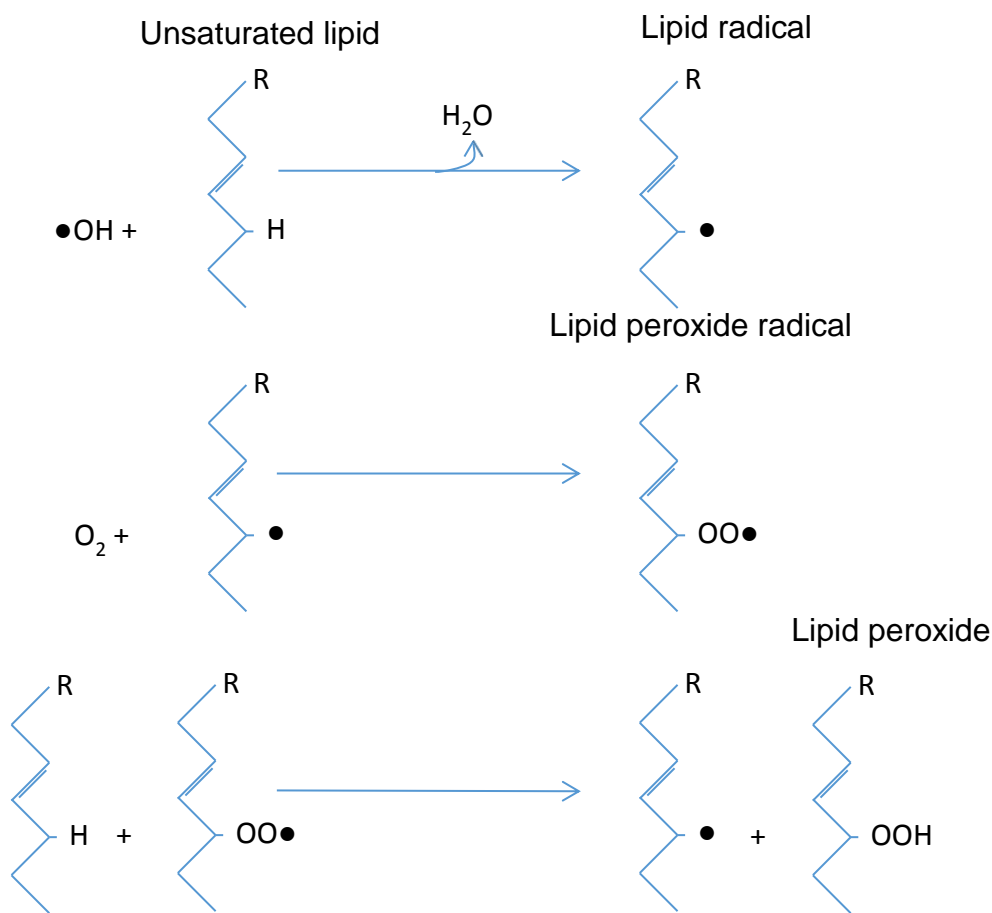 Unsaturated lipid
Lipid radical
R
R
H₂O
●OH +
H
●
Lipid peroxide radical
R
R
O₂ +
●
OO●
Lipid peroxide
R
R
R
R
H
+
OO●
●
+
OOH